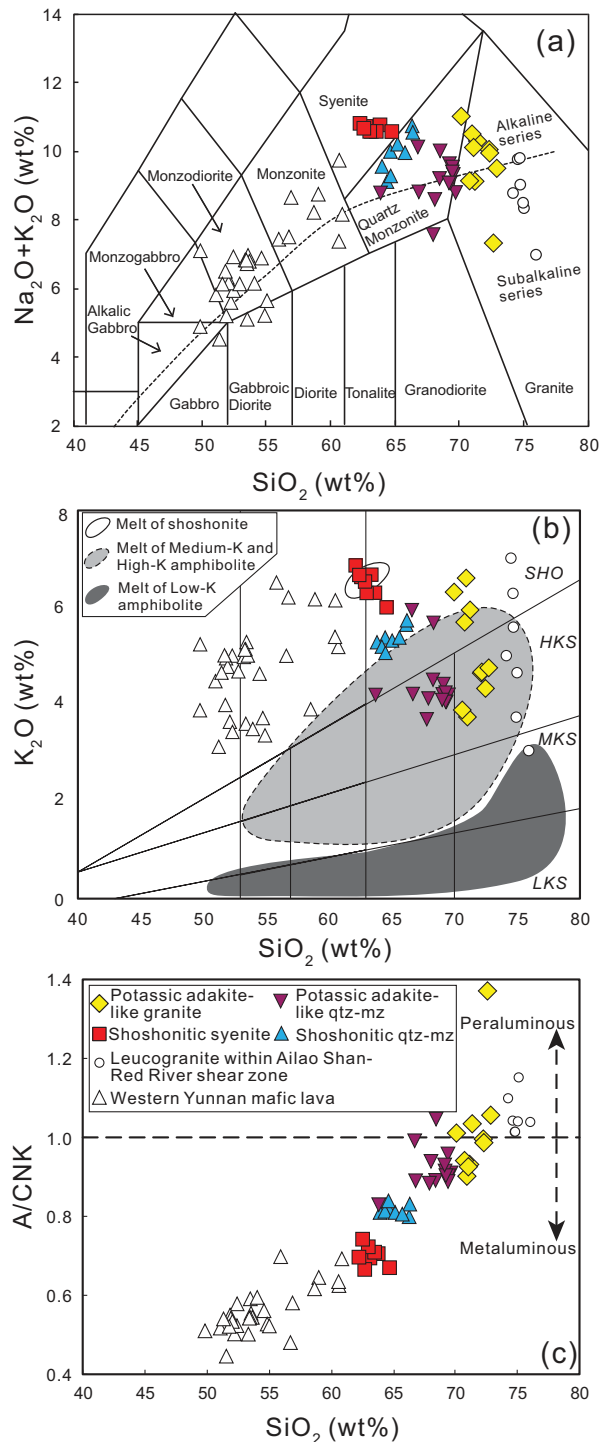 (a)
14
12
10
8
6
4
2
Na₂O+K₂O (wt%)
Syenite
Alkaline
series
Monzonite
Monzodiorite
Quartz
Monzonite
Monzogabbro
Subalkaline
series
Alkalic
Gabbro
Gabbro
Gabbroic
Diorite
Diorite
Tonalite
Granodiorite
Granite
40 45 50 55 60 65 70 75 80
SiO₂ (wt%)
(b)
8
6
4
2
0
K₂O (wt%)
Melt of shoshonite
Melt of Medium-K and
High-K amphibolite
Melt of Low-K
amphibolite
SHO
HKS
MKS
LKS
40 45 50 55 60 65 70 75 80
SiO₂ (wt%)
1.4
1.2
1.0
0.8
0.6
0.4
A/CNK
Potassic adakite-
like granite
Potassic adakite-
like qtz-mz
Shoshonitic syenite
Shoshonitic qtz-mz
Leucogranite within Ailao Shan-
Red River shear zone
Western Yunnan mafic lava
Peraluminous
Metaluminous
(c)
40 45 50 55 60 65 70 75 80
SiO₂ (wt%)